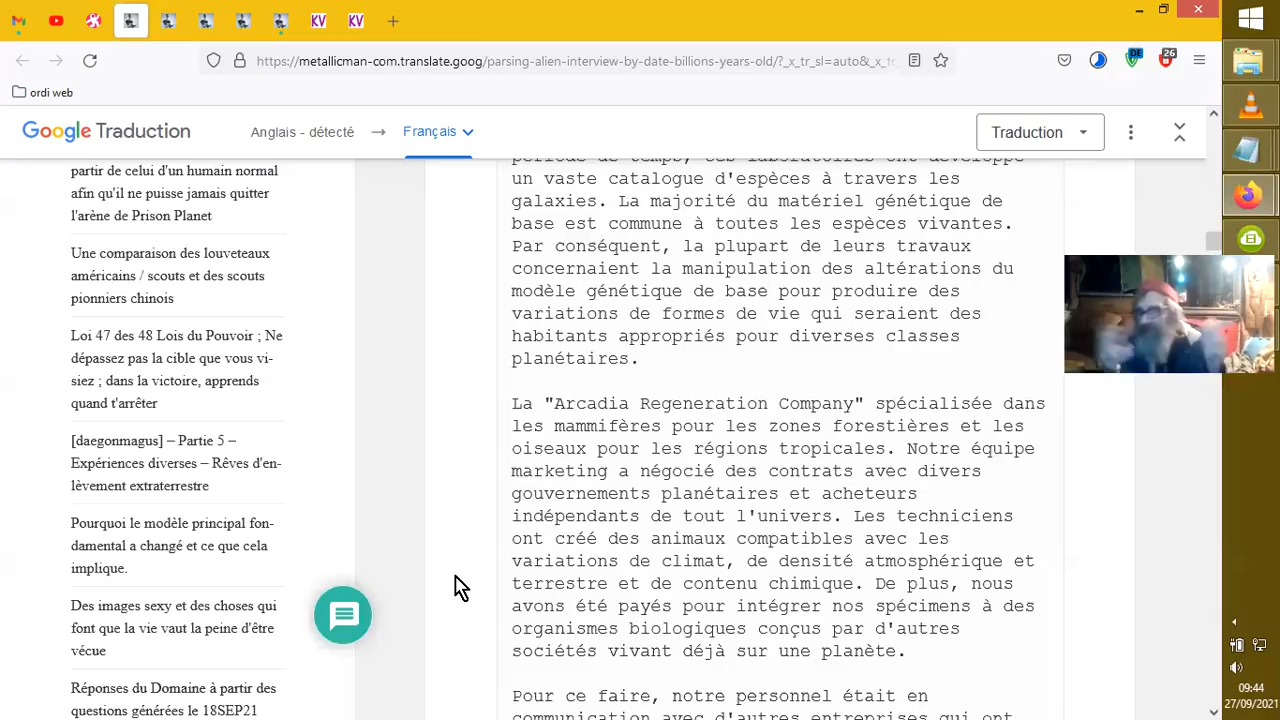 KV
KV
https://metallicman-com.translate.goog/parsing-alien-interview-by-date-billions-years-old/?_x_tr_sl=auto&_x_tr_
DE
26
ordi web
Google Traduction
Anglais - détecté
Français
Traduction
partir de celui d'un humain normal
afin qu'il ne puisse jamais quitter
l'arène de Prison Planet
Une comparaison des louveteaux
américains / scouts et des scouts
pionniers chinois
Loi 47 des 48 Lois du Pouvoir ; Ne
dépassez pas la cible que vous vi-
siez ; dans la victoire, apprends
quand t'arrêter
[daegonmagus] – Partie 5 –
Expériences diverses – Rêves d'en-
lèvement extraterrestre
Pourquoi le modèle principal fon-
damental a changé et ce que cela
implique.
Des images sexy et des choses qui
font que la vie vaut la peine d'être
vécue
Réponses du Domaine à partir des
questions générées le 18SEP21
période de temps, ces laboratoires ont développé
un vaste catalogue d'espèces à travers les
galaxies. La majorité du matériel génétique de
base est commune à toutes les espèces vivantes.
Par conséquent, la plupart de leurs travaux
concernaient la manipulation des altérations du
modèle génétique de base pour produire des
variations de formes de vie qui seraient des
habitants appropriés pour diverses classes
planétaires.
La "Arcadia Regeneration Company" spécialisée dans
les mammifères pour les zones forestières et les
oiseaux pour les régions tropicales. Notre équipe
marketing a négocié des contrats avec divers
gouvernements planétaires et acheteurs
indépendants de tout l'univers. Les techniciens
ont créé des animaux compatibles avec les
variations de climat, de densité atmosphérique et
terrestre et de contenu chimique. De plus, nous
avons été payés pour intégrer nos spécimens à des
organismes biologiques conçus par d'autres
sociétés vivant déjà sur une planète.
Pour ce faire, notre personnel était en
communication avec d'autres entreprises qui ont
09:44
27/09/2021